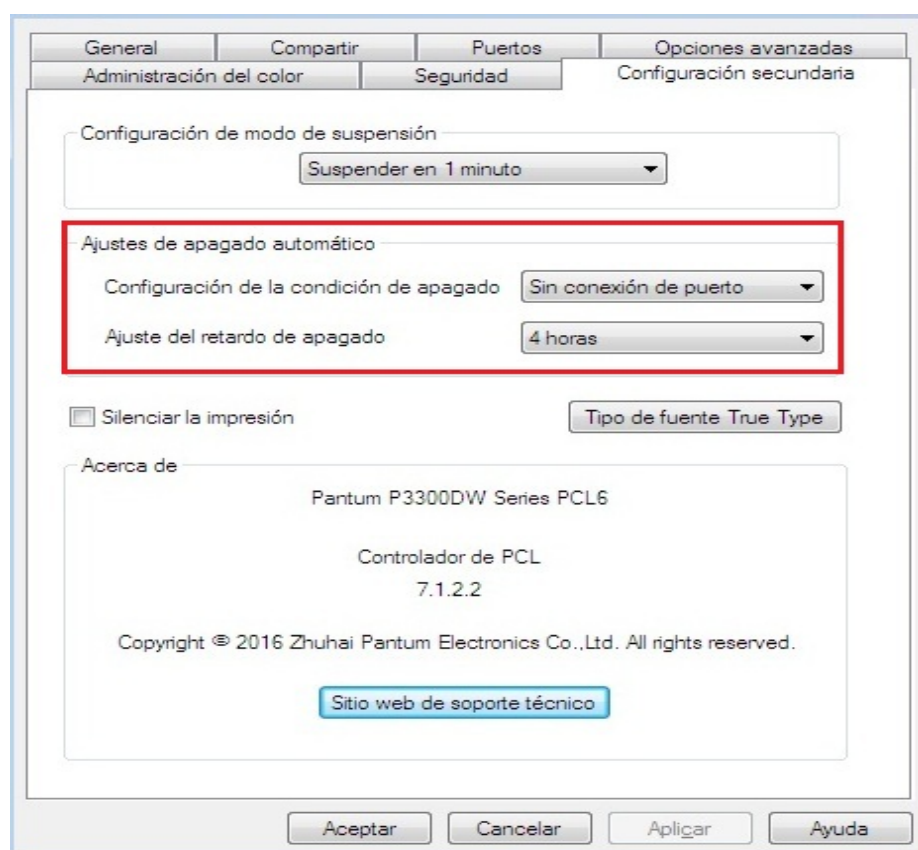 General Compartir Puertos Opciones avanzadas
Administración del color Seguridad Configuración secundaria
Configuración de modo de suspensión
Suspender en 1 minuto
Ajustes de apagado automático
Configuración de la condición de apagado Sin conexión de puerto
Ajuste del retardo de apagado 4 horas
Silenciar la impresión Tipo de fuente True Type
Acerca de
Pantum P3300DW Series PCL6
Controlador de PCL
7.1.2.2
Copyright © 2016 Zhuhai Pantum Electronics Co.,Ltd. All rights reserved.
Sitio web de soporte técnico
Aceptar Cancelar Aplicar Ayuda